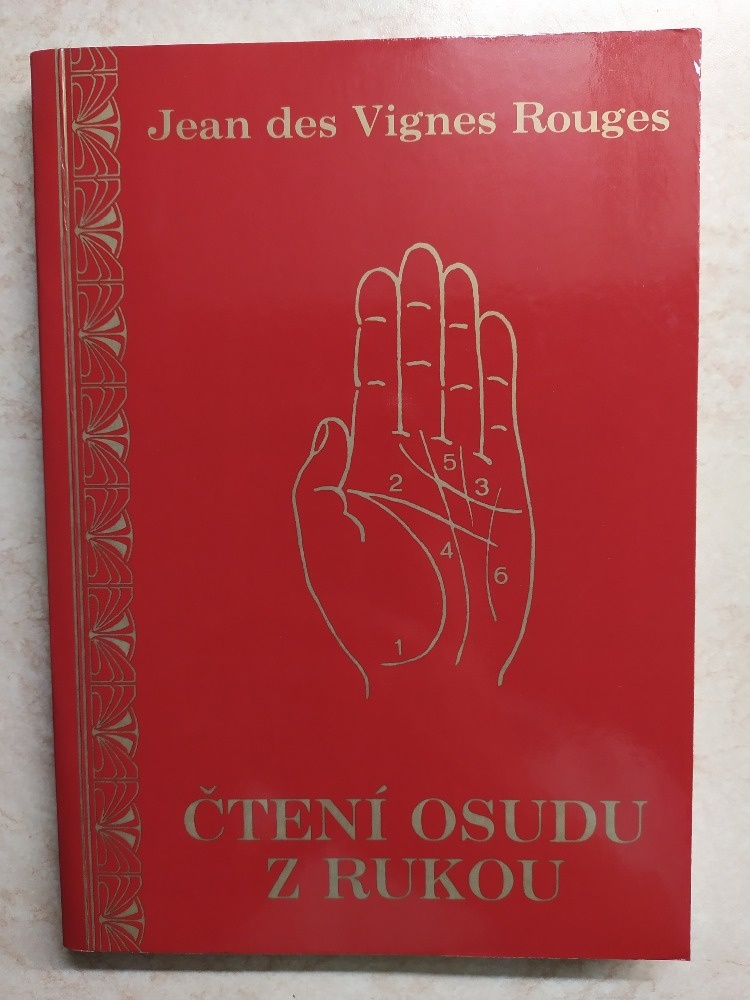 Jean des Vignes Rouges
5
2
3
4
6
1
ČTENÍ OSUDU
Z RUKOU